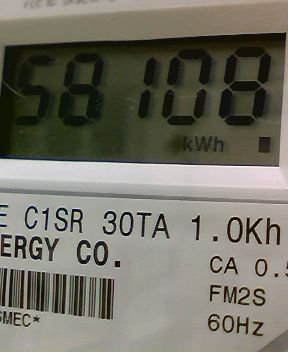 58108
kWh
E C1SR 30TA 1.0Kh
ERGY CO.
CA 0.5
FM2S
SMEC*
60Hz